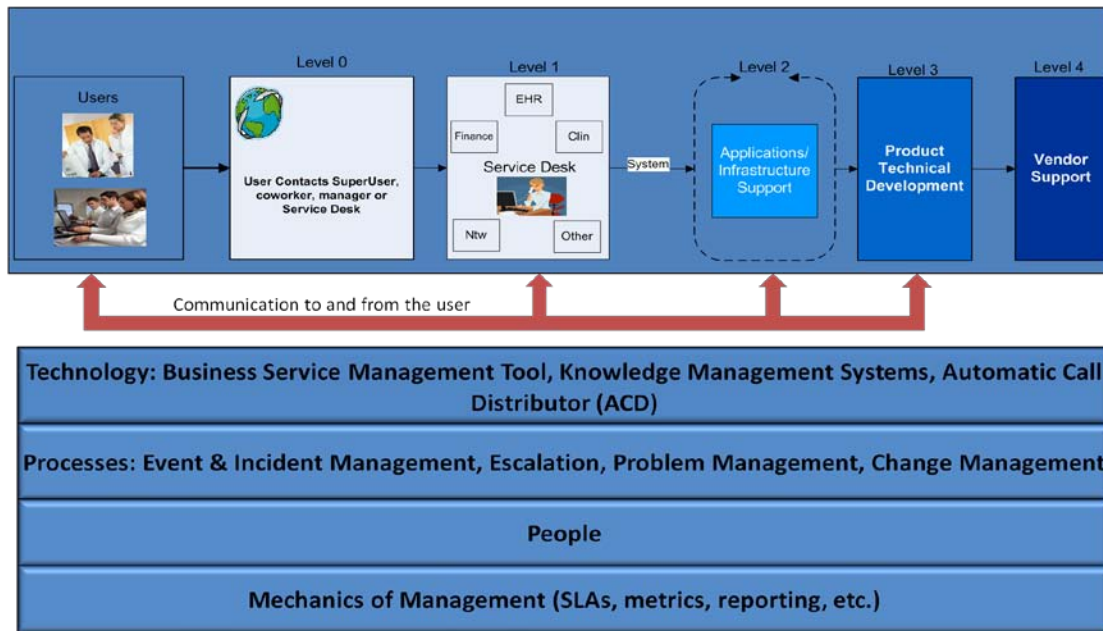 Level 0
Level 1
Level 2
Level 3
Level 4
Users
User Contacts SuperUser,
coworker, manager or
Service Desk
EHR
Finance
Clin
Service Desk
Ntw
Other
System
Applications/
Infrastructure
Support
Product
Technical
Development
Vendor
Support
Communication to and from the user
Technology: Business Service Management Tool, Knowledge Management Systems, Automatic Call
Distributor (ACD)
Processes: Event & Incident Management, Escalation, Problem Management, Change Management
People
Mechanics of Management (SLAs, metrics, reporting, etc.)